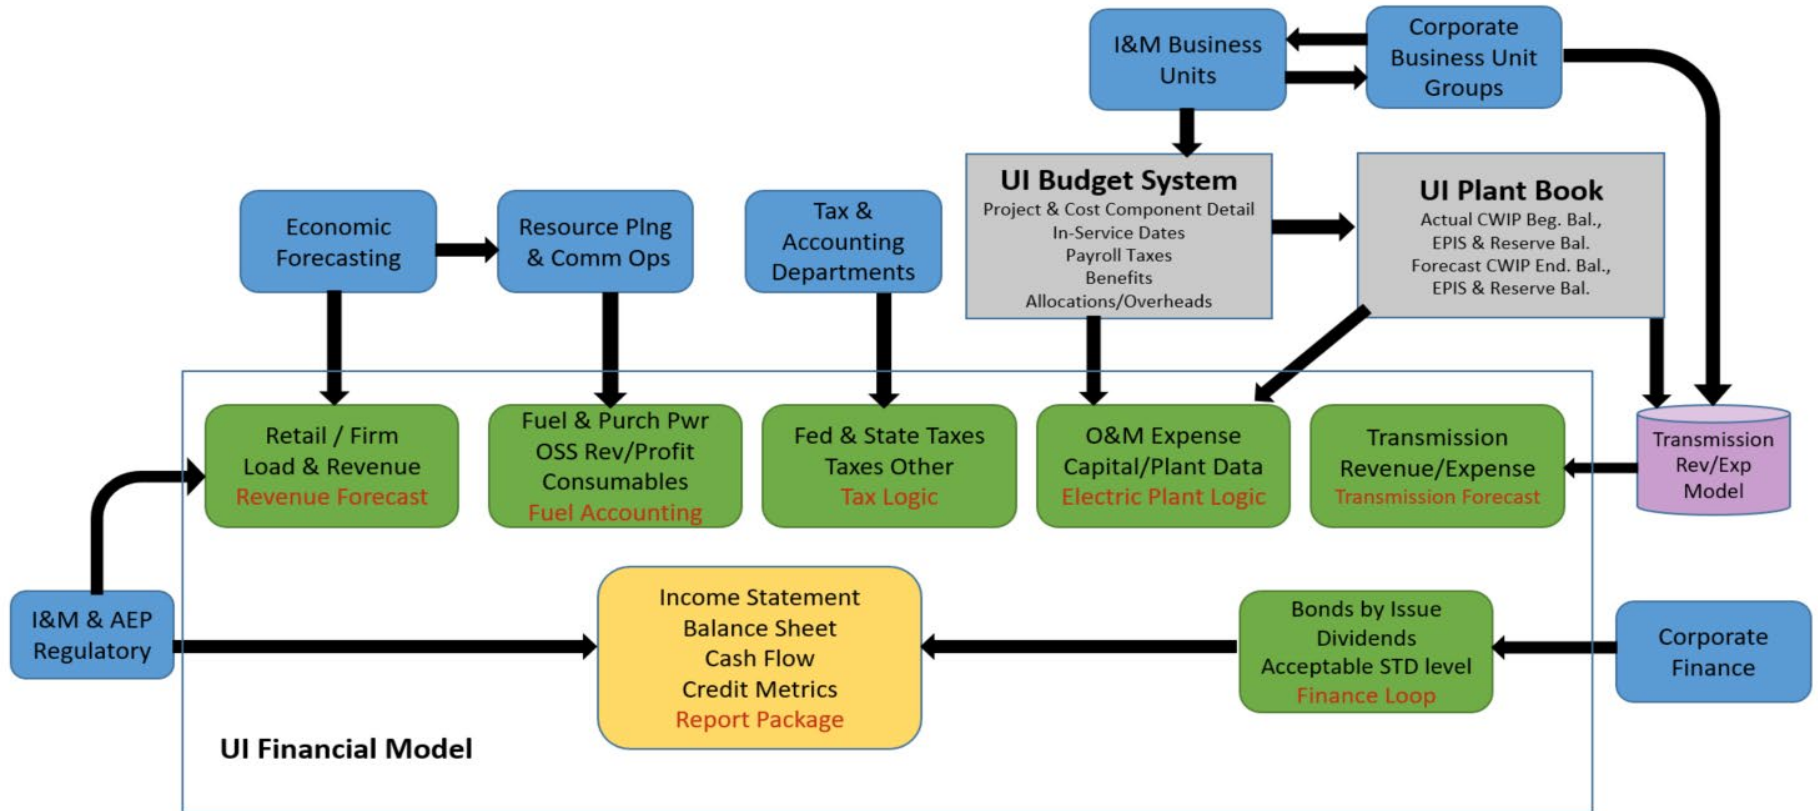 I&M Business
Units
Corporate
Business Unit
Groups
UI Budget System
Project & Cost Component Detail
In-Service Dates
Payroll Taxes
Benefits
Allocations/Overheads
UI Plant Book
Actual CWIP Beg. Bal.,
EPIS & Reserve Bal.
Forecast CWIP End. Bal.,
EPIS & Reserve Bal.
Economic
Forecasting
Resource Plng
& Comm Ops
Tax &
Accounting
Departments
Retail / Firm
Load & Revenue
Revenue Forecast
Fuel & Purch Pwr
OSS Rev/Profit
Consumables
Fuel Accounting
Fed & State Taxes
Taxes Other
Tax Logic
O&M Expense
Capital/Plant Data
Electric Plant Logic
Transmission
Revenue/Expense
Transmission Forecast
Transmission
Rev/Exp
Model
I&M & AEP
Regulatory
Income Statement
Balance Sheet
Cash Flow
Credit Metrics
Report Package
Bonds by Issue
Dividends
Acceptable STD level
Finance Loop
Corporate
Finance
UI Financial Model